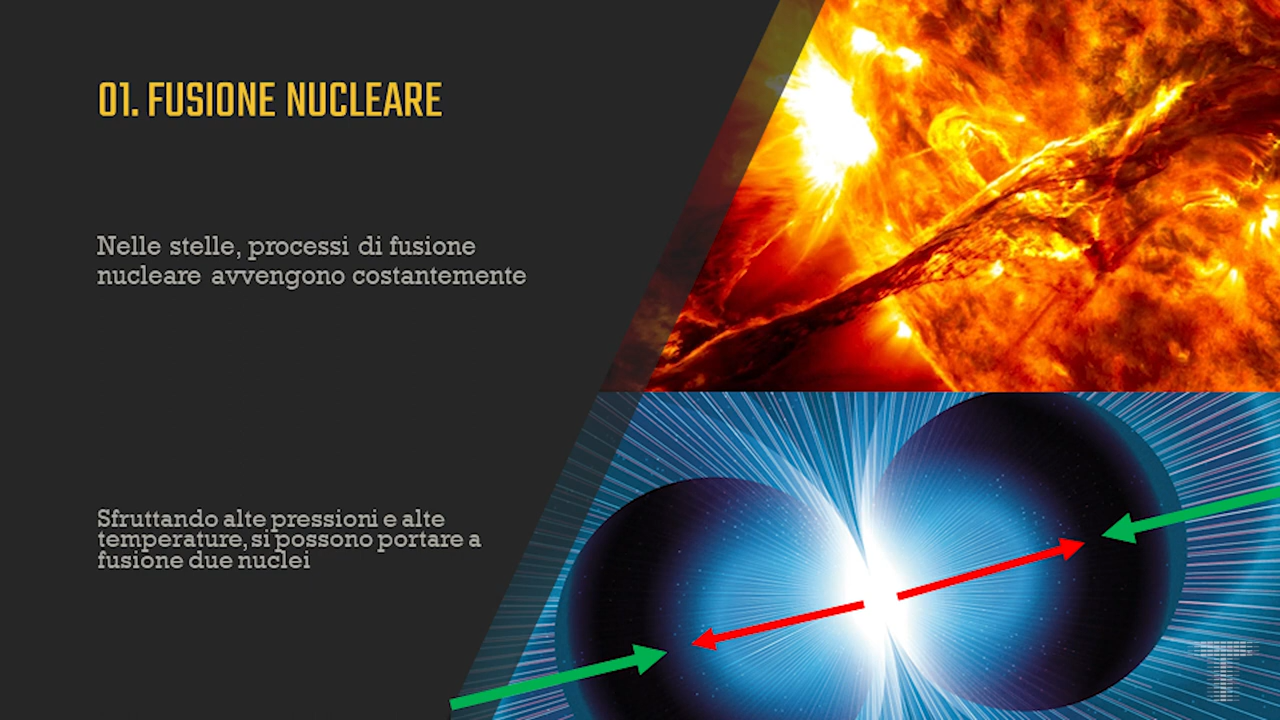 01. FUSIONE NUCLEARE
Nelle stelle, processi di fusione
nucleare avvengono costantemente
Sfruttando alte pressioni e alte
temperature, si possono portare a
fusione due nuclei
T